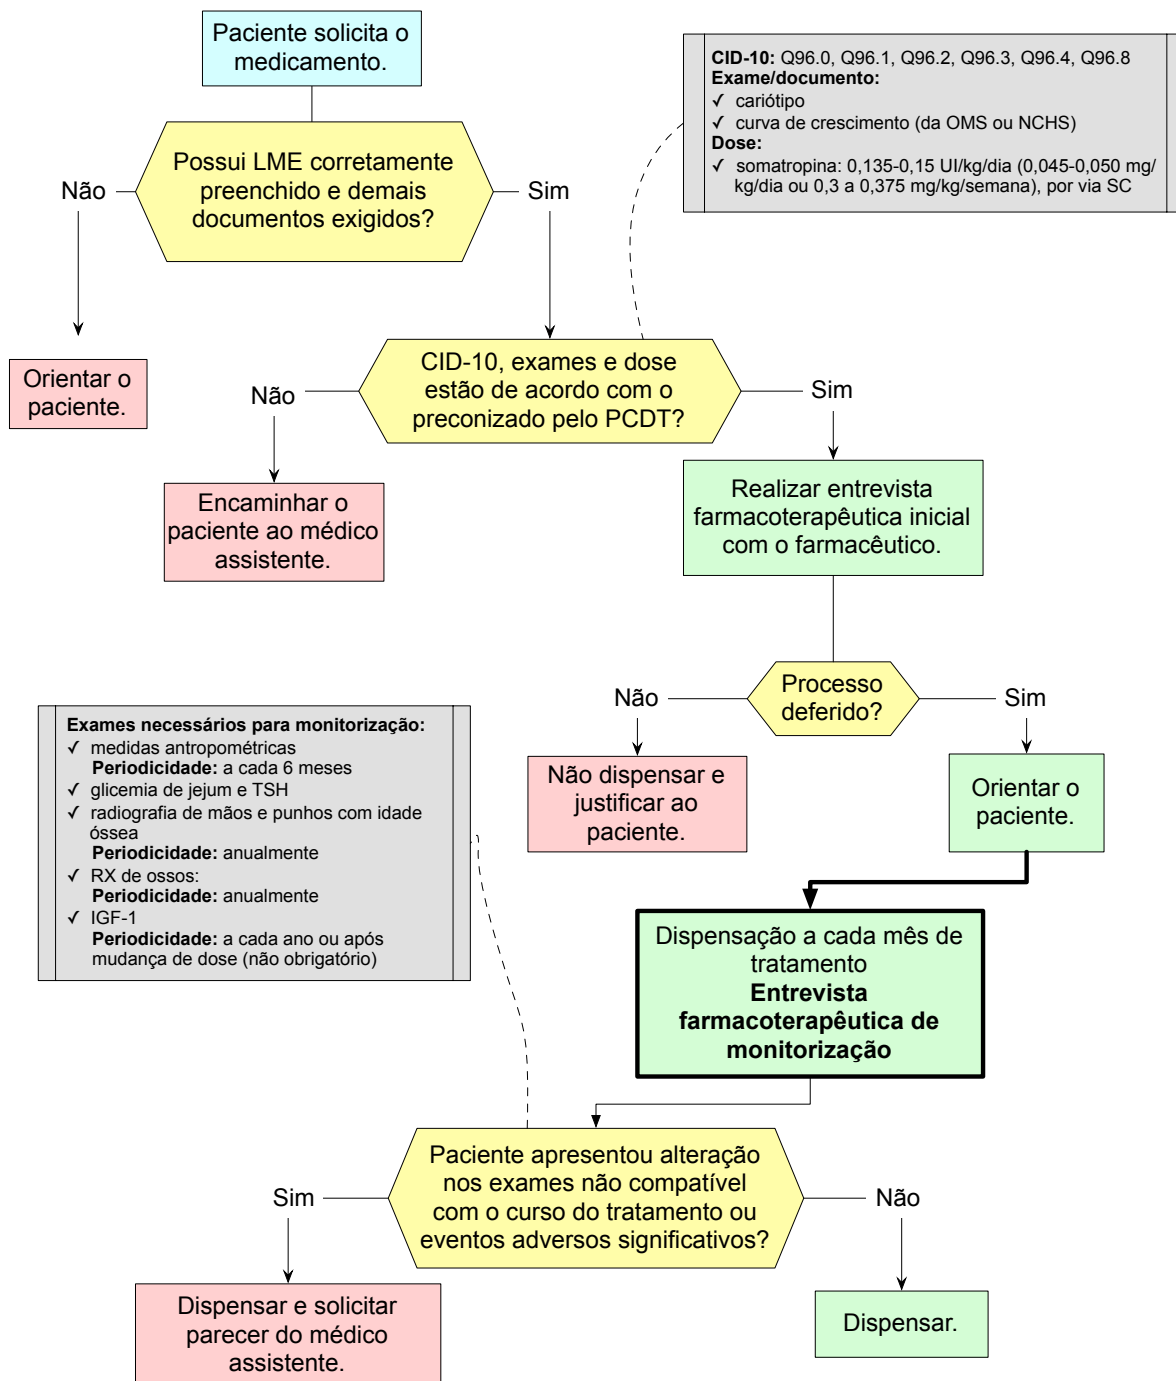 Paciente solicita o
medicamento.
CID-10: Q96.0, Q96.1, Q96.2, Q96.3, Q96.4, Q96.8
Exame/documento:
✓ cariótipo
✓ curva de crescimento (da OMS ou NCHS)
Dose:
✓ somatropina: 0,135-0,15 UI/kg/dia (0,045-0,050 mg/
kg/dia ou 0,3 a 0,375 mg/kg/semana), por via SC
Possui LME corretamente
preenchido e demais
documentos exigidos?
Não
Sim
Orientar o
paciente.
CID-10, exames e dose
estão de acordo com o
preconizado pelo PCDT?
Não
Sim
Encaminhar o
paciente ao médico
assistente.
Realizar entrevista
farmacoterapêutica inicial
com o farmacêutico.
Processo
deferido?
Não
Sim
Não dispensar e
justificar ao
paciente.
Orientar o
paciente.
Exames necessários para monitorização:
✓ medidas antropométricas
Periodicidade: a cada 6 meses
✓ glicemia de jejum e TSH
✓ radiografia de mãos e punhos com idade
óssea
Periodicidade: anualmente
✓ RX de ossos:
Periodicidade: anualmente
✓ IGF-1
Periodicidade: a cada ano ou após
mudança de dose (não obrigatório)
Dispensação a cada mês de
tratamento
Entrevista
farmacoterapêutica de
monitorização
Paciente apresentou alteração
nos exames não compatível
com o curso do tratamento ou
eventos adversos significativos?
Sim
Não
Dispensar e solicitar
parecer do médico
assistente.
Dispensar.